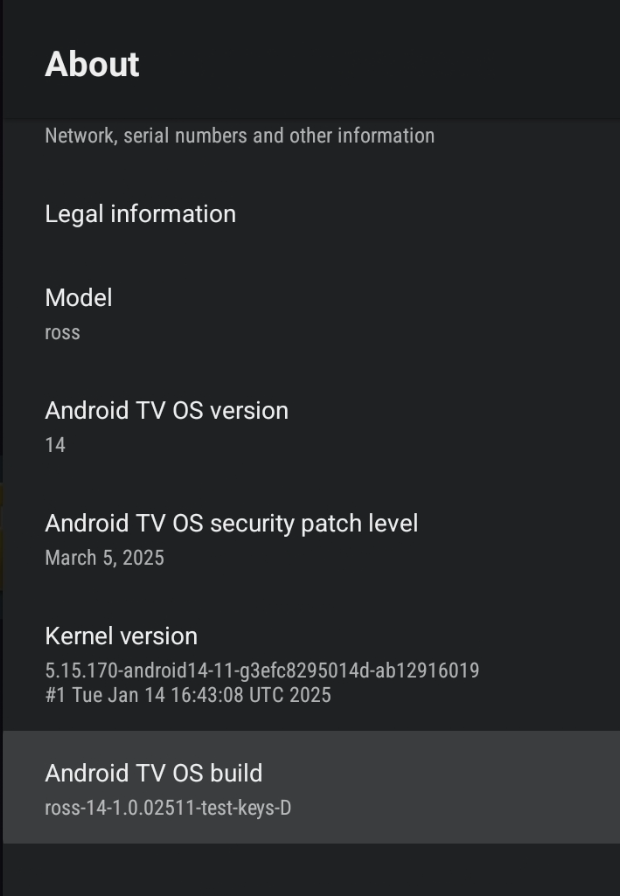 About
Network, serial numbers and other information
Legal information
Model
ross
Android TV OS version
14
Android TV OS security patch level
March 5, 2025
Kernel version
5.15.170-android14-11-g3efc8295014d-ab12916019
#1 Tue Jan 14 16:43:08 UTC 2025
Android TV OS build
ross-14-1.0.02511-test-keys-D